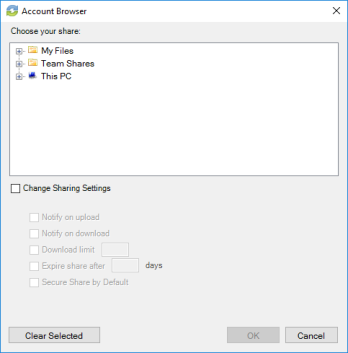 Account Browser
Choose your share:
My Files
Team Shares
This PC
Change Sharing Settings
Notify on upload
Notify on download
Download limit
Expire share after days
Secure Share by Default
Clear Selected OK Cancel